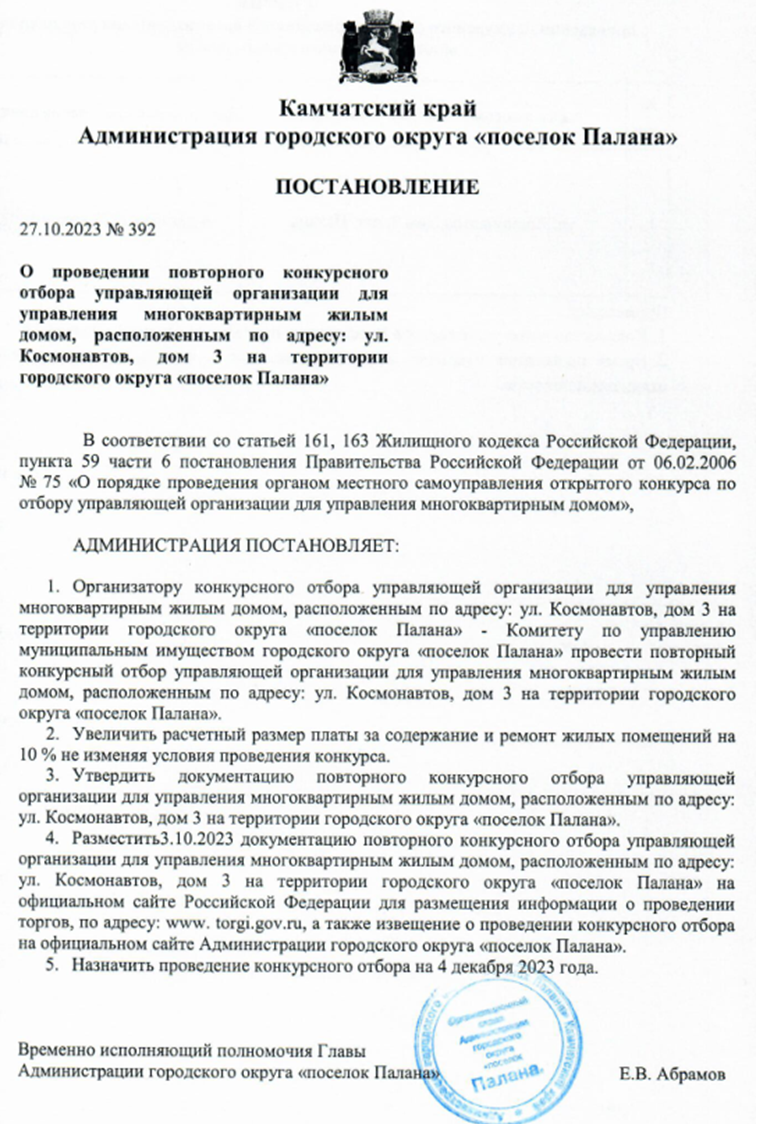 Камчатский край
Администрация городского округа «поселок Палана»
ПОСТАНОВЛЕНИЕ
27.10.2023 № 392
О проведении повторного конкурсного
отбора управляющей организации для
управления многоквартирным жилым
домом, расположенным по адресу: ул.
Космонавтов, дом 3 на территории
городского округа «поселок Палана»
В соответствии со статьей 161, 163 Жилищного кодекса Российской Федерации,
пункта 59 части 6 постановления Правительства Российской Федерации от 06.02.2006
№ 75 «О порядке проведения органом местного самоуправления открытого конкурса по
отбору управляющей организации для управления многоквартирным домом»,
АДМИНИСТРАЦИЯ ПОСТАНОВЛЯЕТ:
1. Организатору конкурсного отбора управляющей организации для управления
многоквартирным жилым домом, расположенным по адресу: ул. Космонавтов, дом 3 на
территории городского округа «поселок Палана» - Комитету по управлению
муниципальным имуществом городского округа «поселок Палана» провести повторный
конкурсный отбор управляющей организации для управления многоквартирным жилым
домом, расположенным по адресу: ул. Космонавтов, дом 3 на территории городского
округа «поселок Палана».
2. Увеличить расчетный размер платы за содержание и ремонт жилых помещений на
10 % не изменяя условия проведения конкурса.
3. Утвердить документацию повторного конкурсного отбора управляющей
организации для управления многоквартирным жилым домом, расположенным по адресу:
ул. Космонавтов, дом 3 на территории городского округа «поселок Палана».
4. Разместить3.10.2023 документацию повторного конкурсного отбора управляющей
организации для управления многоквартирным жилым домом, расположенным по адресу:
ул. Космонавтов, дом 3 на территории городского округа «поселок Палана» на
официальном сайте Российской Федерации для размещения информации о проведении
торгов, по адресу: www. torgi.gov.ru, а также извещение о проведении конкурсного отбора
на официальном сайте Администрации городского округа «поселок Палана».
5. Назначить проведение конкурсного отбора на 4 декабря 2023 года.
Организационный
отдел
Администрации
городского
округа
«поселок
Палана»
Временно исполняющий полномочия Главы
Администрации городского округа «поселок Палана»
Е.В. Абрамов